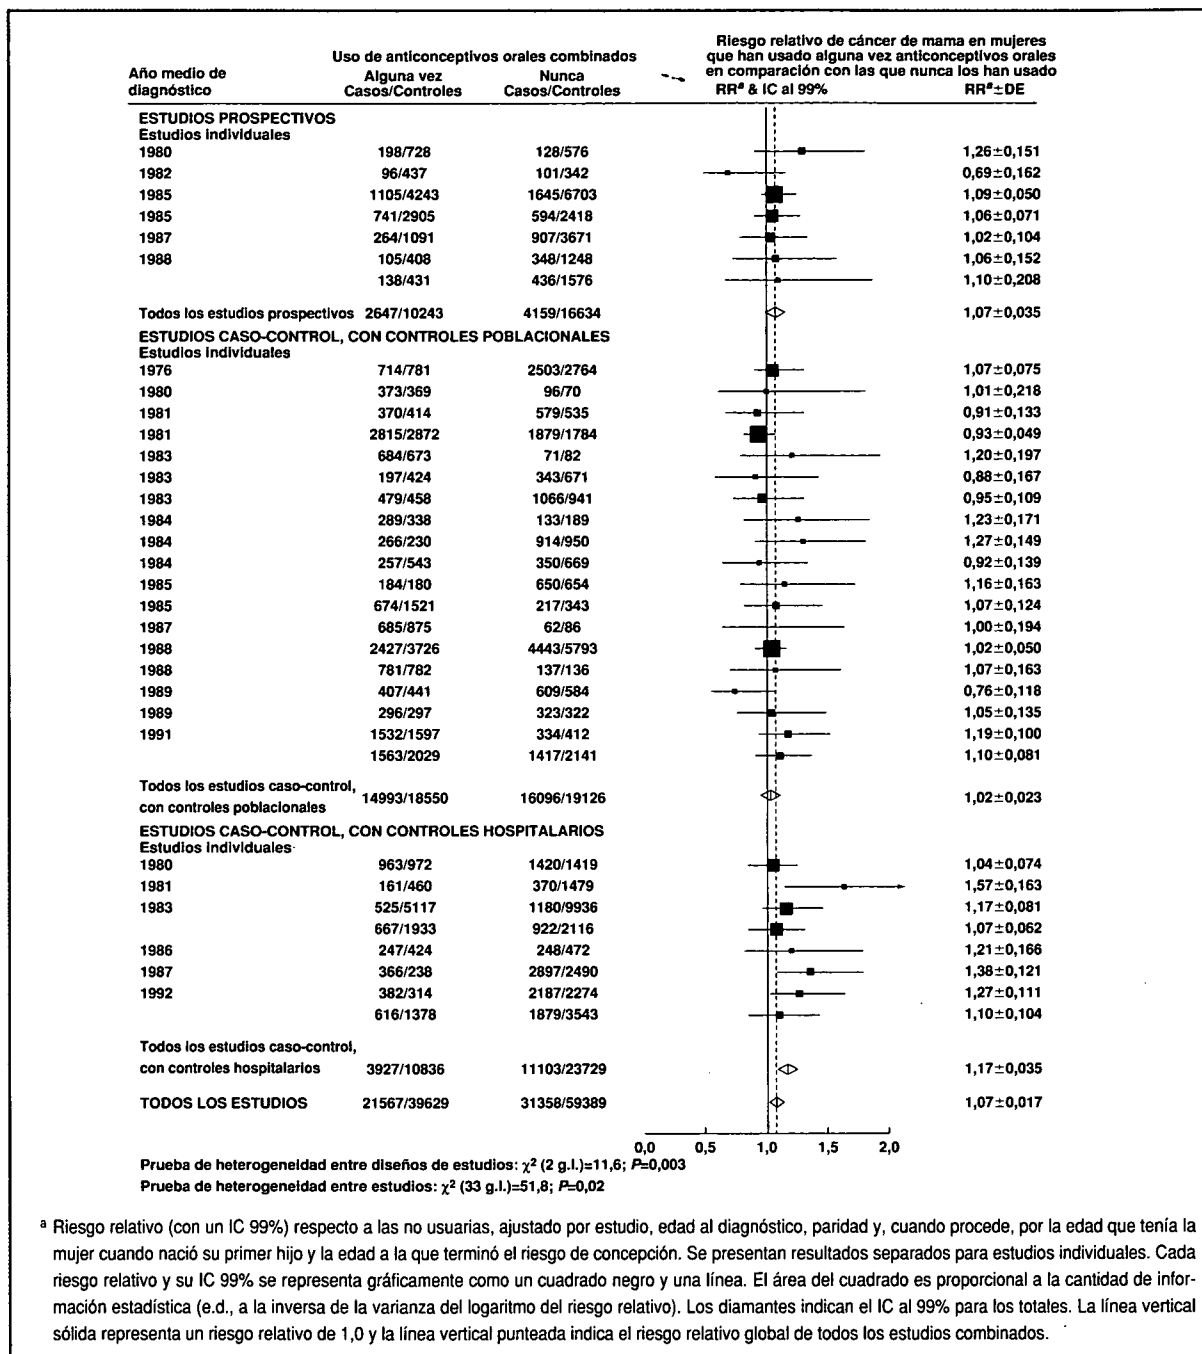 Uso de anticonceptivos orales combinados
Riesgo relativo de cáncer de mama en mujeres
que han usado alguna vez anticonceptivos orales
en comparación con las que nunca los han usado
Año medio de diagnóstico Alguna vez Casos/Controles Nunca Casos/Controles RRª & IC al 99% RRª±DE
ESTUDIOS PROSPECTIVOS
Estudios individuales
1980 198/728 128/576 1,26±0,151
1982 96/437 101/342 0,69±0,162
1985 1105/4243 1645/6703 1,09±0,050
1985 741/2905 594/2418 1,06±0,071
1987 264/1091 907/3671 1,02±0,104
1988 105/408 348/1248 1,06±0,152
138/431 436/1576 1,10±0,208
Todos los estudios prospectivos 2647/10243 4159/16634 1,07±0,035
ESTUDIOS CASO-CONTROL, CON CONTROLES POBLACIONALES
Estudios individuales
1976 714/781 2503/2764 1,07±0,075
1980 373/369 96/70 1,01±0,218
1981 370/414 579/535 0,91±0,133
1981 2815/2872 1879/1784 0,93±0,049
1983 684/673 71/82 1,20±0,197
1983 197/424 343/671 0,88±0,167
1983 479/458 1066/941 0,95±0,109
1984 289/338 133/189 1,23±0,171
1984 266/230 914/950 1,27±0,149
1984 257/543 350/669 0,92±0,139
1985 184/180 650/654 1,16±0,163
1985 674/1521 217/343 1,07±0,124
1987 685/875 62/86 1,00±0,194
1988 2427/3726 4443/5793 1,02±0,050
1988 781/782 137/136 1,07±0,163
1989 407/441 609/584 0,76±0,118
1989 296/297 323/322 1,05±0,135
1991 1532/1597 334/412 1,19±0,100
1563/2029 1417/2141 1,10±0,081
Todos los estudios caso-control,
con controles poblacionales 14993/18550 16096/19126 1,02±0,023
ESTUDIOS CASO-CONTROL, CON CONTROLES HOSPITALARIOS
Estudios individuales
1980 963/972 1420/1419 1,04±0,074
1981 161/460 370/1479 1,57±0,163
1983 525/5117 1180/9936 1,17±0,081
667/1933 922/2116 1,07±0,062
1986 247/424 248/472 1,21±0,166
1987 366/238 2897/2490 1,38±0,121
1992 382/314 2187/2274 1,27±0,111
616/1378 1879/3543 1,10±0,104
Todos los estudios caso-control,
con controles hospitalarios 3927/10836 11103/23729 1,17±0,035
TODOS LOS ESTUDIOS 21567/39629 31358/59389 1,07±0,017
0,0 0,5 1,0 1,5 2,0
Prueba de heterogeneidad entre diseños de estudios: χ² (2 g.l.)=11,6; P=0,003
Prueba de heterogeneidad entre estudios: χ² (33 g.l.)=51,8; P=0,02
ª Riesgo relativo (con un IC 99%) respecto a las no usuarias, ajustado por estudio, edad al diagnóstico, paridad y, cuando procede, por la edad que tenía la
mujer cuando nació su primer hijo y la edad a la que terminó el riesgo de concepción. Se presentan resultados separados para estudios individuales. Cada
riesgo relativo y su IC 99% se representa gráficamente como un cuadrado negro y una línea. El área del cuadrado es proporcional a la cantidad de infor-
mación estadística (e.d., a la inversa de la varianza del logaritmo del riesgo relativo). Los diamantes indican el IC al 99% para los totales. La línea vertical
sólida representa un riesgo relativo de 1,0 y la línea vertical punteada indica el riesgo relativo global de todos los estudios combinados.